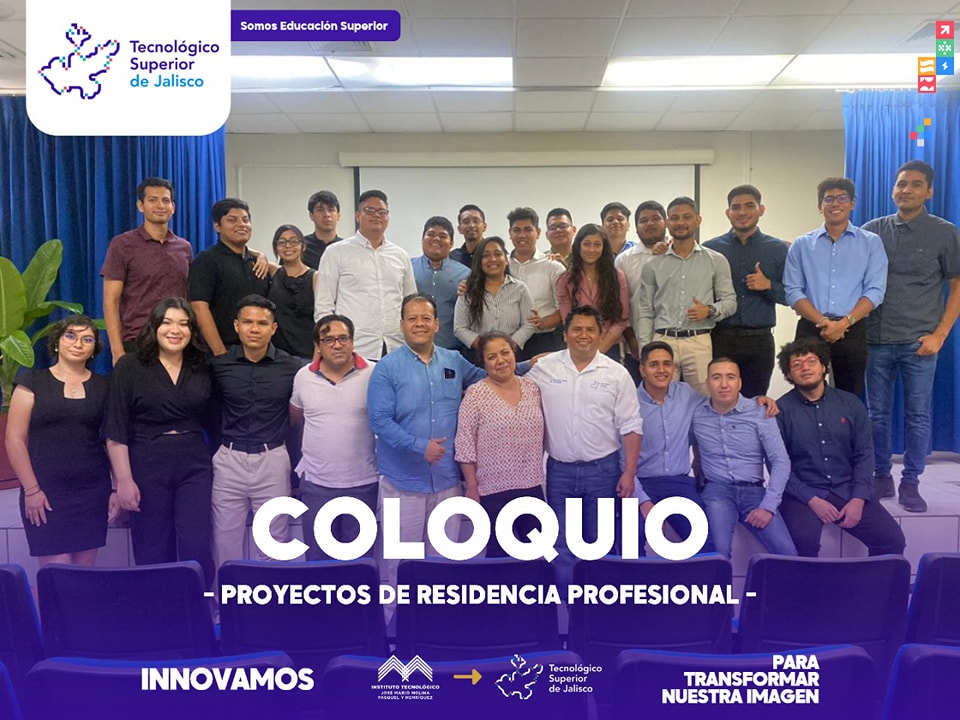 Tecnológico
Superior
de Jalisco
Somos Educación Superior
COLOQUIO
- PROYECTOS DE RESIDENCIA PROFESIONAL -
INNOVAMOS
INSTITUTO TECNOLÓGICO
JOSÉ MARIO MOLINA
PASQUEL Y HENRÍQUEZ
Tecnológico
Superior
de Jalisco
PARA
TRANSFORMAR
NUESTRA IMAGEN